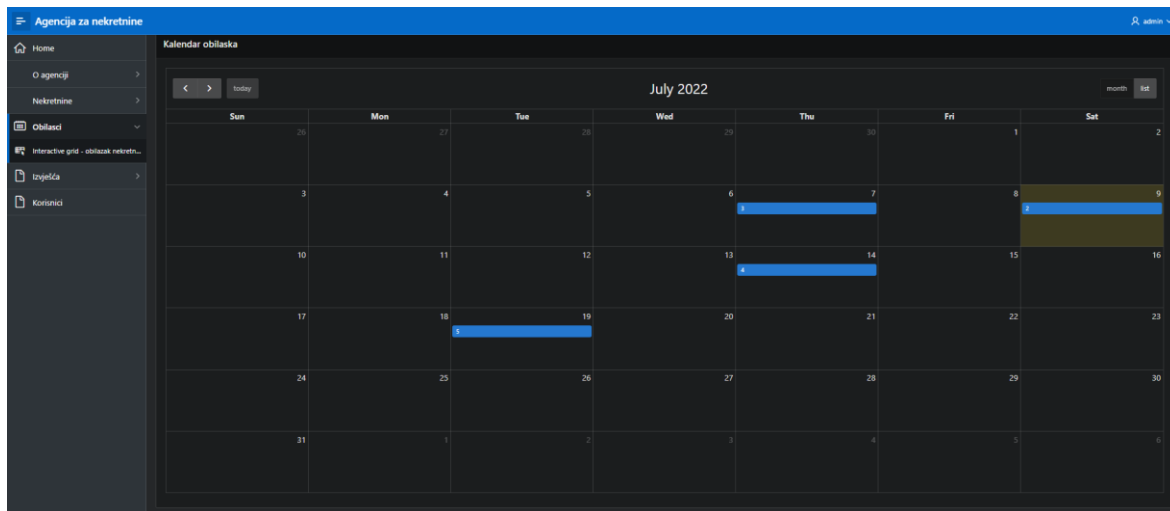 Agencija za nekretnine
admin
Home
O agenciji
Nekretnine
Obilasci
Interactive grid - obilazak nekretn...
Izvješća
Korisnici
Kalendar obilaska
today
July 2022
month list
Sun Mon Tue Wed Thu Fri Sat
26 27 28 29 30 1 2
3 4 5 6 7 8 9
3 2
10 11 12 13 14 15 16
4
17 18 19 20 21 22 23
5
24 25 26 27 28 29 30
31 1 2 3 4 5 6